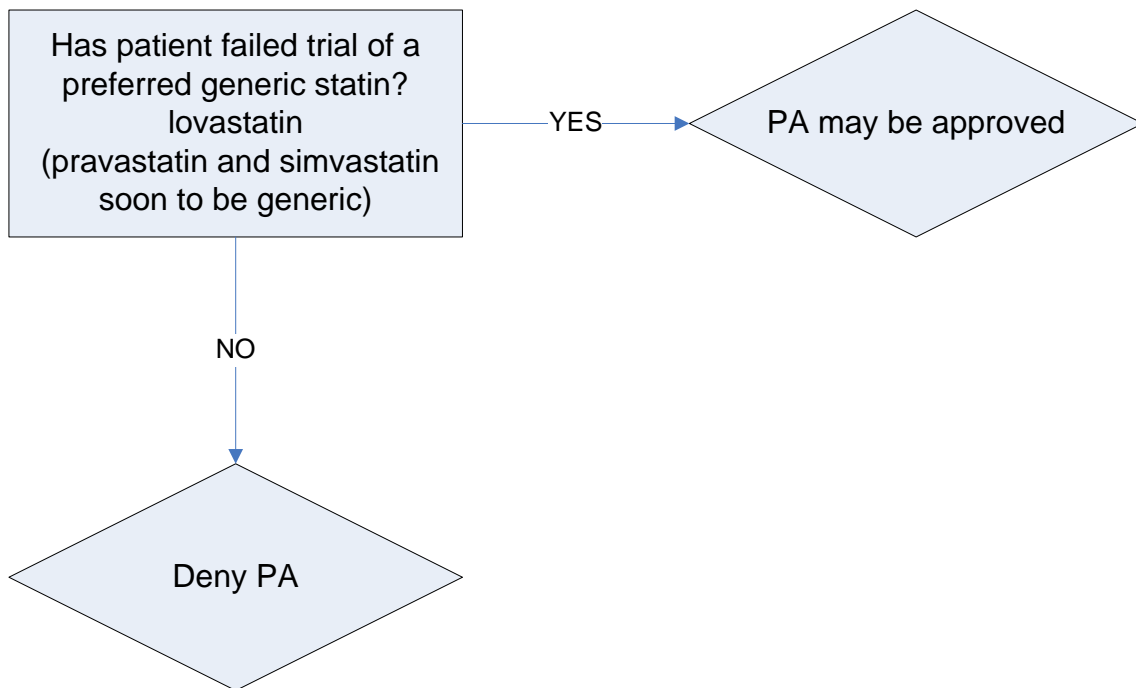 Has patient failed trial of a
preferred generic statin?
lovastatin
(pravastatin and simvastatin
soon to be generic)
YES
PA may be approved
NO
Deny PA